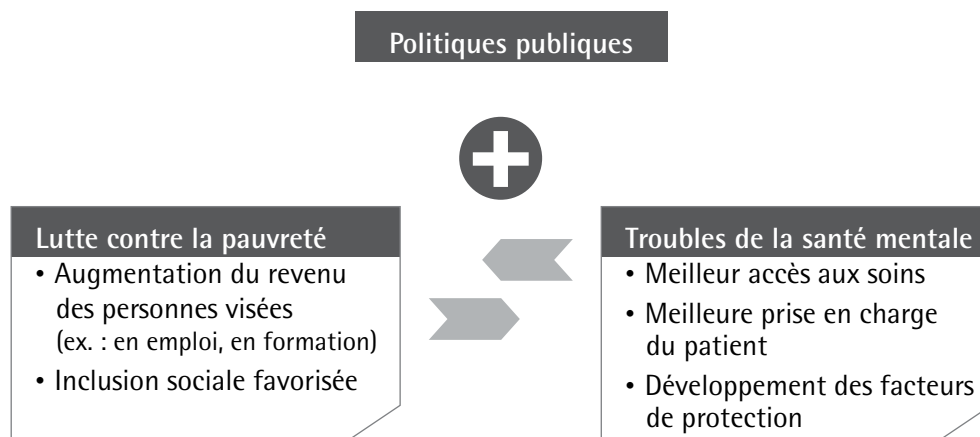 Politiques publiques
Lutte contre la pauvreté
• Augmentation du revenu
des personnes visées
(ex. : en emploi, en formation)
• Inclusion sociale favorisée
Troubles de la santé mentale
• Meilleur accès aux soins
• Meilleure prise en charge
du patient
• Développement des facteurs
de protection